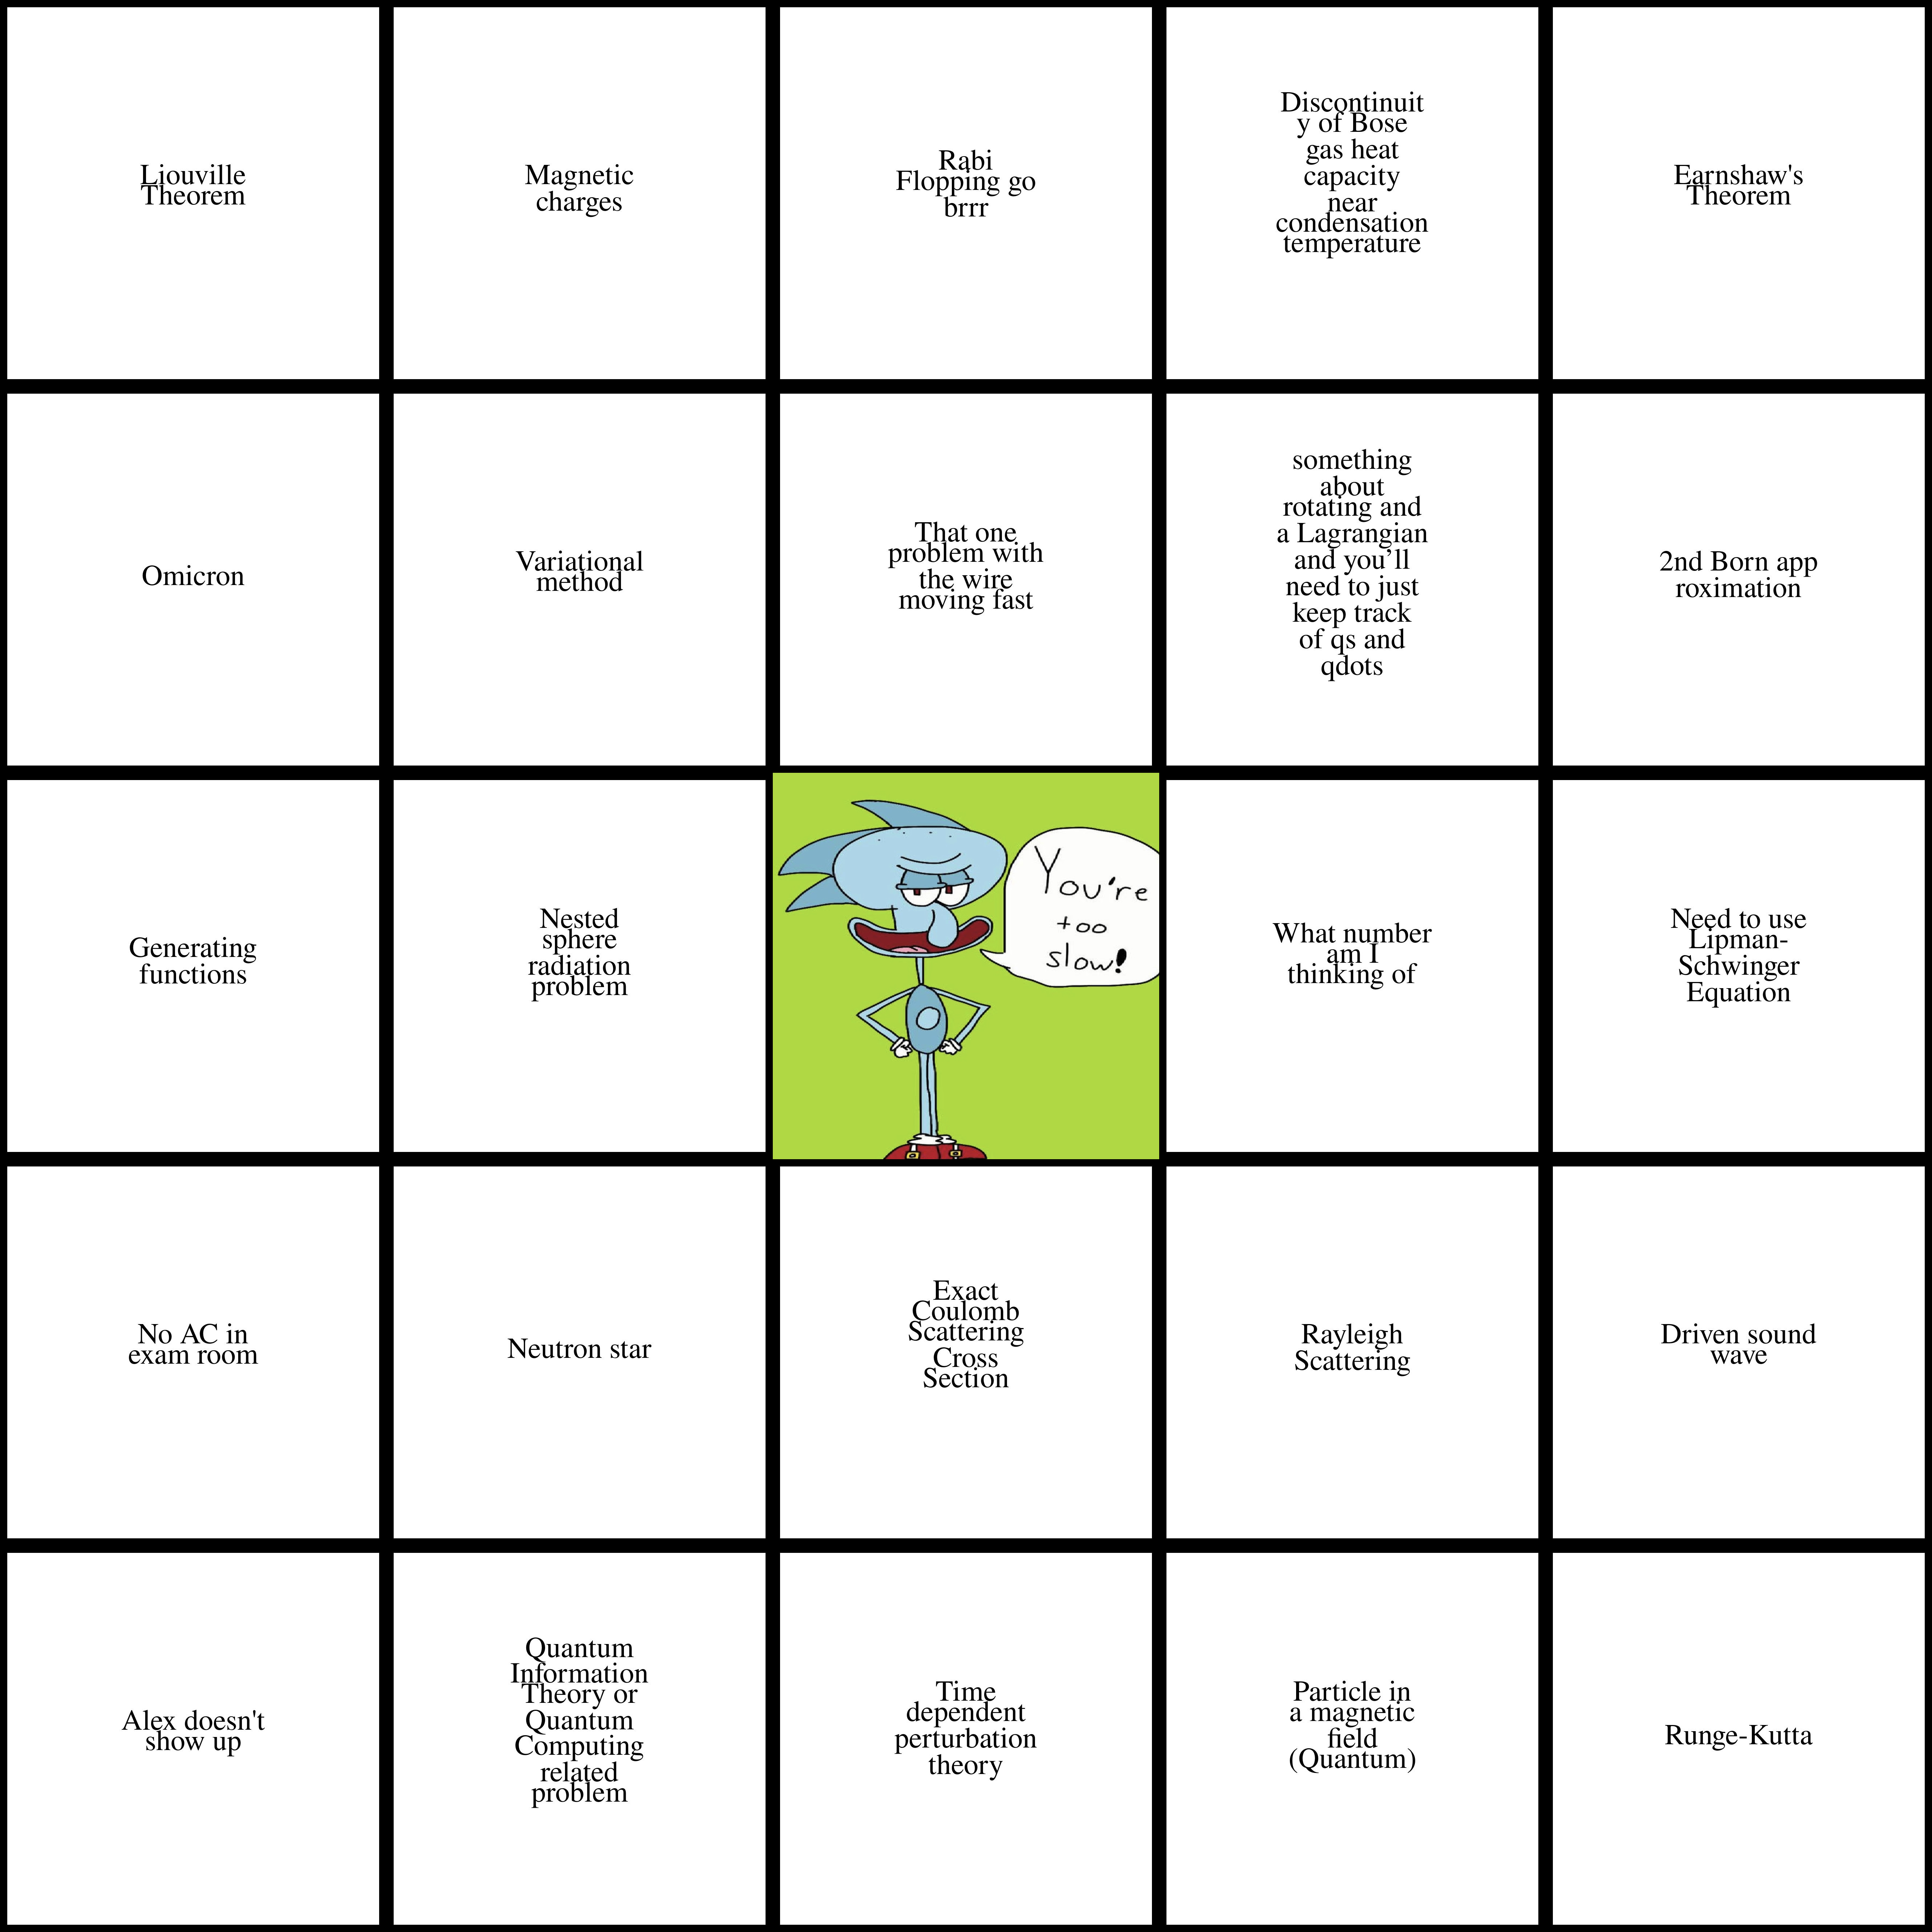 Liouville
Theorem
Magnetic
charges
Rabi
Flopping go
brrr
Discontinuit
y of Bose
gas heat
capacity
near
condensation
temperature
Earnshaw's
Theorem
Omicron
Variational
method
That one
problem with
the wire
moving fast
something
about
rotating and
a Lagrangian
and you’ll
need to just
keep track
of qs and
qdots
2nd Born app
roximation
Generating
functions
Nested
sphere
radiation
problem
You're
too
slow!
What number
am I
thinking of
Need to use
Lipman-
Schwinger
Equation
No AC in
exam room
Neutron star
Exact
Coulomb
Scattering
Cross
Section
Rayleigh
Scattering
Driven sound
wave
Alex doesn't
show up
Quantum
Information
Theory or
Quantum
Computing
related
problem
Time
dependent
perturbation
theory
Particle in
a magnetic
field
(Quantum)
Runge-Kutta